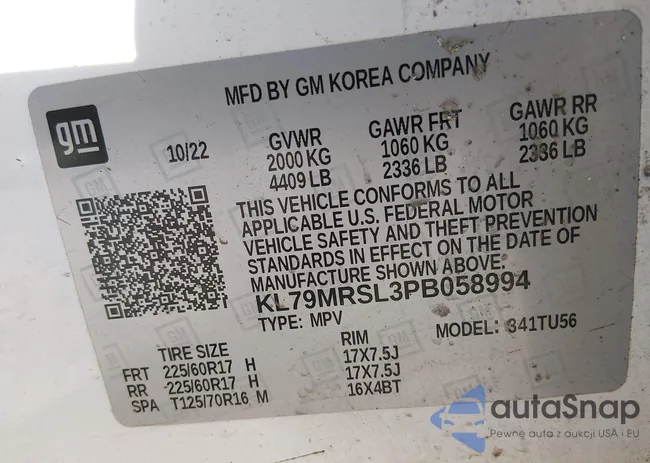 MFD BY GM KOREA COMPANY
gm
10/22 GVWR GAWR FRT GAWR RR
2000 KG 1060 KG 1060 KG
4409 LB 2336 LB 2336 LB
THIS VEHICLE CONFORMS TO ALL
APPLICABLE U.S. FEDERAL MOTOR
VEHICLE SAFETY AND THEFT PREVENTION
STANDARDS IN EFFECT ON THE DATE OF
MANUFACTURE SHOWN ABOVE:
KL79MRSL3PB058994
TYPE: MPV MODEL: 341TU56
TIRE SIZE RIM
FRT 225/60R17 H 17X7.5J
RR 225/60R17 H 17X7.5J
SPA T125/70R16 M 16X4BT
autoSnap
Pewne auto z aukcji USA i EU